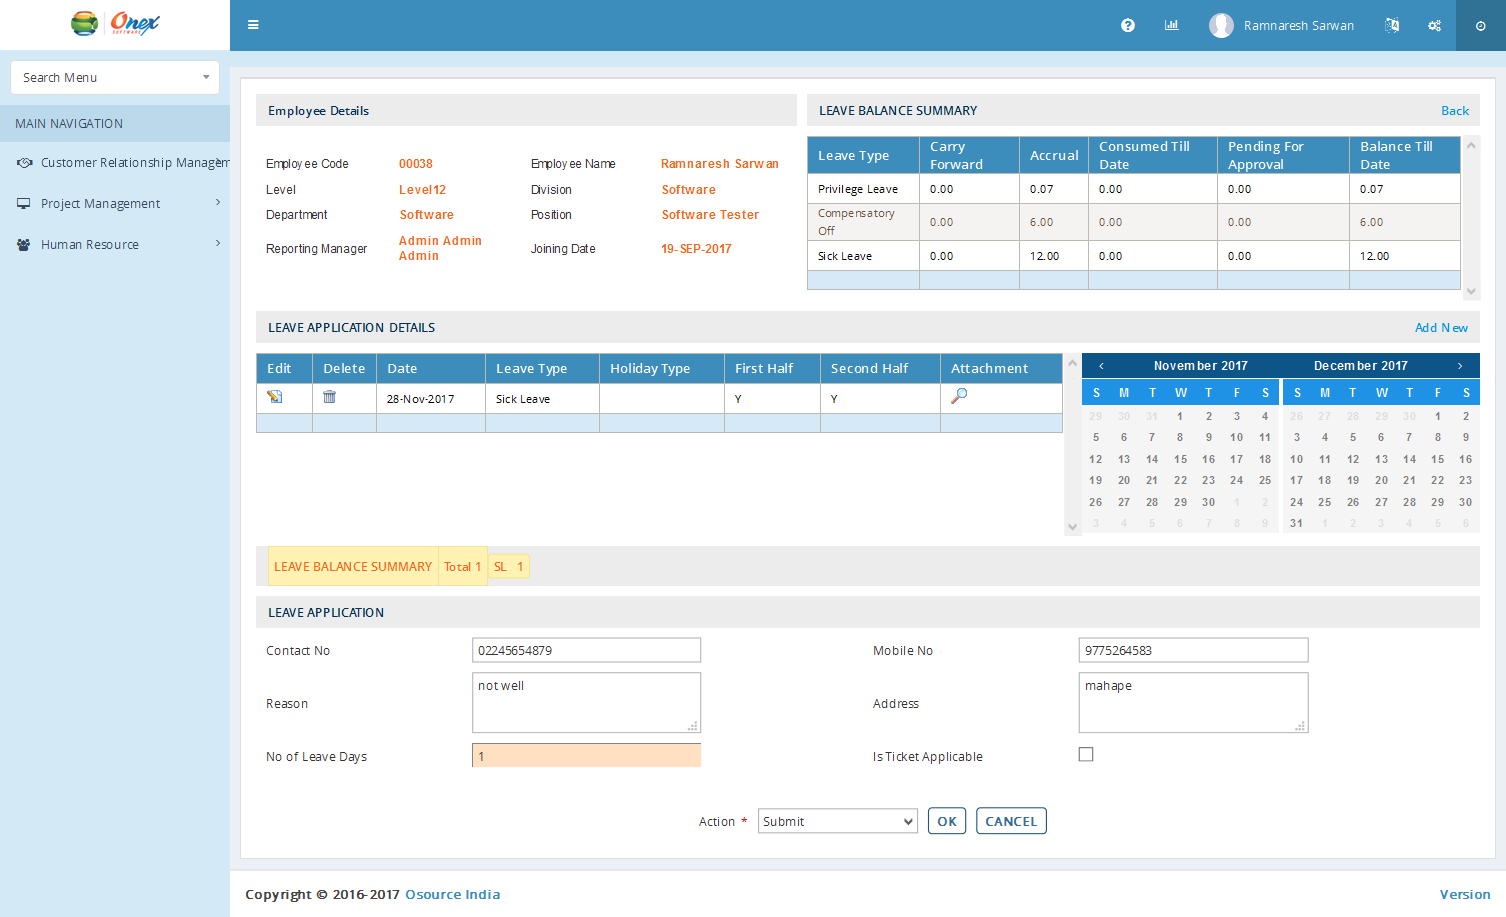 Onex
SOFTWARE
Ramnaresh Sarwan
Search Menu
MAIN NAVIGATION
Customer Relationship Managem
Project Management
Human Resource
Employee Details
Employee Code 00038 Employee Name Ramnaresh Sarwan
Level Level12 Division Software
Department Software Position Software Tester
Reporting Manager Admin Admin Admin Joining Date 19-SEP-2017
LEAVE BALANCE SUMMARY Back
Leave Type Carry Forward Accrual Consumed Till Date Pending For Approval Balance Till Date
Privilege Leave 0.00 0.07 0.00 0.00 0.07
Compensatory Off 0.00 6.00 0.00 0.00 6.00
Sick Leave 0.00 12.00 0.00 0.00 12.00
LEAVE APPLICATION DETAILS Add New
Edit Delete Date Leave Type Holiday Type First Half Second Half Attachment
28-Nov-2017 Sick Leave Y Y
‹ November 2017 December 2017 ›
S M T W T F S S M T W T F S
29 30 31 1 2 3 4 26 27 28 29 30 1 2
5 6 7 8 9 10 11 3 4 5 6 7 8 9
12 13 14 15 16 17 18 10 11 12 13 14 15 16
19 20 21 22 23 24 25 17 18 19 20 21 22 23
26 27 28 29 30 1 2 24 25 26 27 28 29 30
3 4 5 6 7 8 9 31 1 2 3 4 5 6
LEAVE BALANCE SUMMARY Total 1 SL 1
LEAVE APPLICATION
Contact No 02245654879 Mobile No 9775264583
Reason not well Address mahape
No of Leave Days 1 Is Ticket Applicable
Action * Submit OK CANCEL
Copyright © 2016-2017 Osource India Version